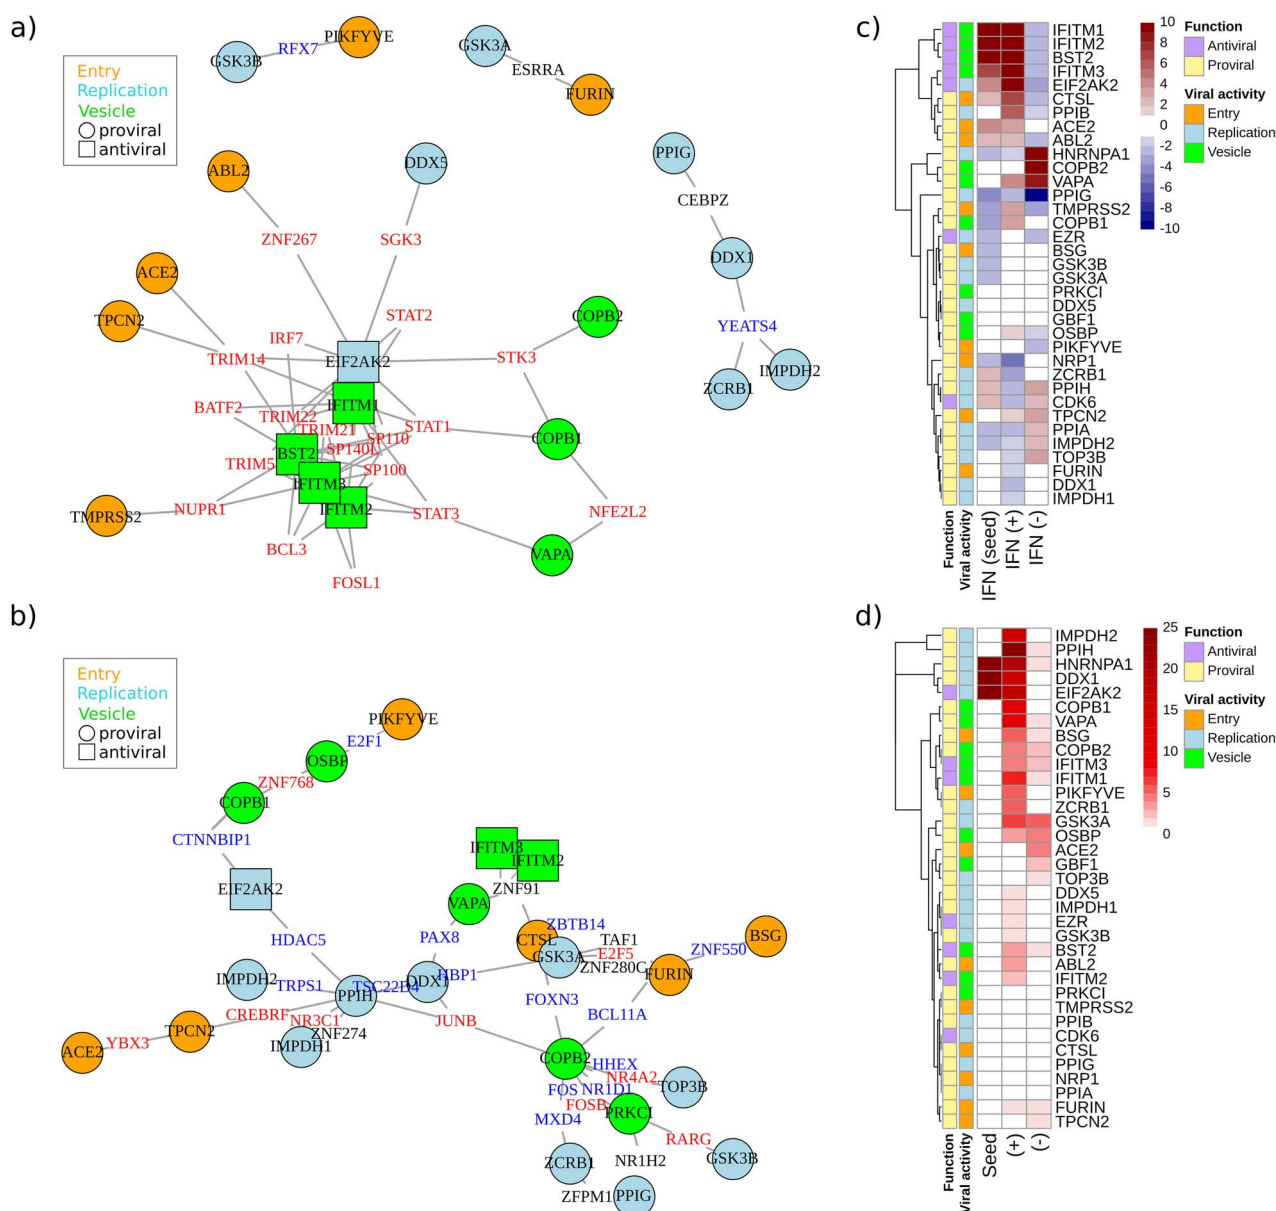 a)
Entry
Replication
Vesicle
proviral
antiviral
GSK3B
RFX7
PIKFYVE
GSK3A
ESRRA
FURIN
ABL2
DDX5
PPIG
CEBPZ
DDX1
YEATS4
ZCRB1
IMPDH2
ZNF267
SGK3
ACE2
TPCN2
STAT2
IRF7
TRIM14
EIF2AK2
STK3
COPB2
BATF2
TRIM22
IFITM1
TRIM21
SP110
STAT1
COPB1
SP140L
BST2
TRIM5
SP100
IFITM3
IFITM2
TMPRSS2
NUPR1
STAT3
NFE2L2
BCL3
VAPA
FOSL1
b)
Entry
Replication
Vesicle
proviral
antiviral
PIKFYVE
E2F1
OSBP
ZNF768
COPB1
CTNNBIP1
EIF2AK2
HDAC5
IFITM3
IFITM2
ZNF91
VAPA
PAX8
CTSL
ZBTB14
GSK3A
TAF1
E2F5
ZNF280C
FURIN
ZNF550
BSG
IMPDH2
TRPS1
PPIH
TSC22D4
DDX1
HBP1
FOXN3
BCL11A
CREBRF
NR3C1
ZNF274
IMPDH1
JUNB
ACE2
YBX3
TPCN2
COPB2
HHEX
NR4A2
TOP3B
FOS
NR1D1
FOSB
PRKCI
MXD4
RARG
GSK3B
ZCRB1
NR1H2
ZFPM1
PPIG
c)
IFITM1
IFITM2
BST2
IFITM3
EIF2AK2
CTSL
PPIB
ACE2
ABL2
HNRNPA1
COPB2
VAPA
PPIG
TMPRSS2
COPB1
EZR
BSG
GSK3B
GSK3A
PRKCI
DDX5
GBF1
OSBP
PIKFYVE
NRP1
ZCRB1
PPIH
CDK6
TPCN2
PPIA
IMPDH2
TOP3B
FURIN
DDX1
IMPDH1
Function
Viral activity
IFN (seed)
IFN (+)
IFN (-)
10
8
6
4
2
0
-2
-4
-6
-8
-10
Function
Antiviral
Proviral
Viral activity
Entry
Replication
Vesicle
d)
IMPDH2
PPIH
HNRNPA1
DDX1
EIF2AK2
COPB1
VAPA
BSG
COPB2
IFITM3
IFITM1
PIKFYVE
ZCRB1
GSK3A
OSBP
ACE2
GBF1
TOP3B
DDX5
IMPDH1
EZR
GSK3B
BST2
ABL2
IFITM2
PRKCI
TMPRSS2
PPIB
CDK6
CTSL
PPIG
NRP1
PPIA
FURIN
TPCN2
Function
Viral activity
Seed
(+)
(-)
25
20
15
10
5
0
Function
Antiviral
Proviral
Viral activity
Entry
Replication
Vesicle